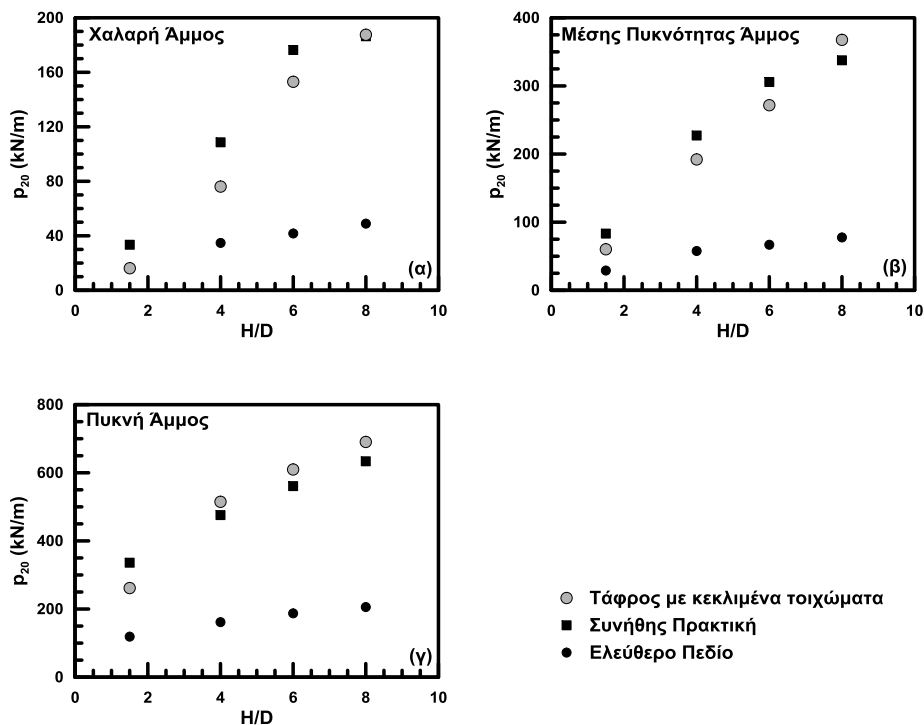 Χαλαρή Άμμος
200
160
120
80
40
0
p20 (kN/m)
0 2 4 6 8 10
H/D
(α)
Μέσης Πυκνότητας Άμμος
400
300
200
100
0
p20 (kN/m)
0 2 4 6 8 10
H/D
(β)
Πυκνή Άμμος
800
600
400
200
0
p20 (kN/m)
0 2 4 6 8 10
H/D
(γ)
Τάφρος με κεκλιμένα τοιχώματα
Συνήθης Πρακτική
Ελεύθερο Πεδίο